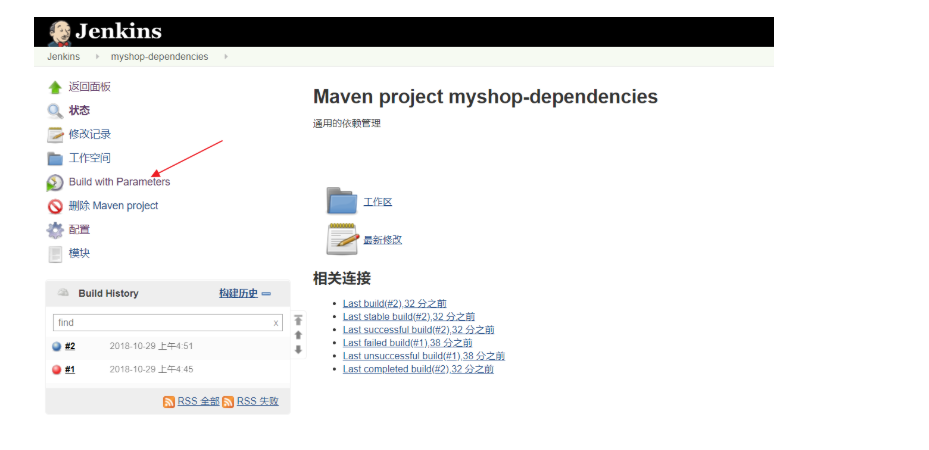 Jenkins
Jenkins myshop-dependencies
返回面板
状态
修改记录
工作空间
Build with Parameters
删除 Maven project
配置
模块
Build History 构建历史
find x
#2 2018-10-29 上午4:51
#1 2018-10-29 上午4:45
RSS 全部 RSS 失败
Maven project myshop-dependencies
通用的依赖管理
工作区
最新修改
相关连接
Last build(#2),32 分之前
Last stable build(#2),32 分之前
Last successful build(#2),32 分之前
Last failed build(#1),38 分之前
Last unsuccessful build(#1),38 分之前
Last completed build(#2),32 分之前